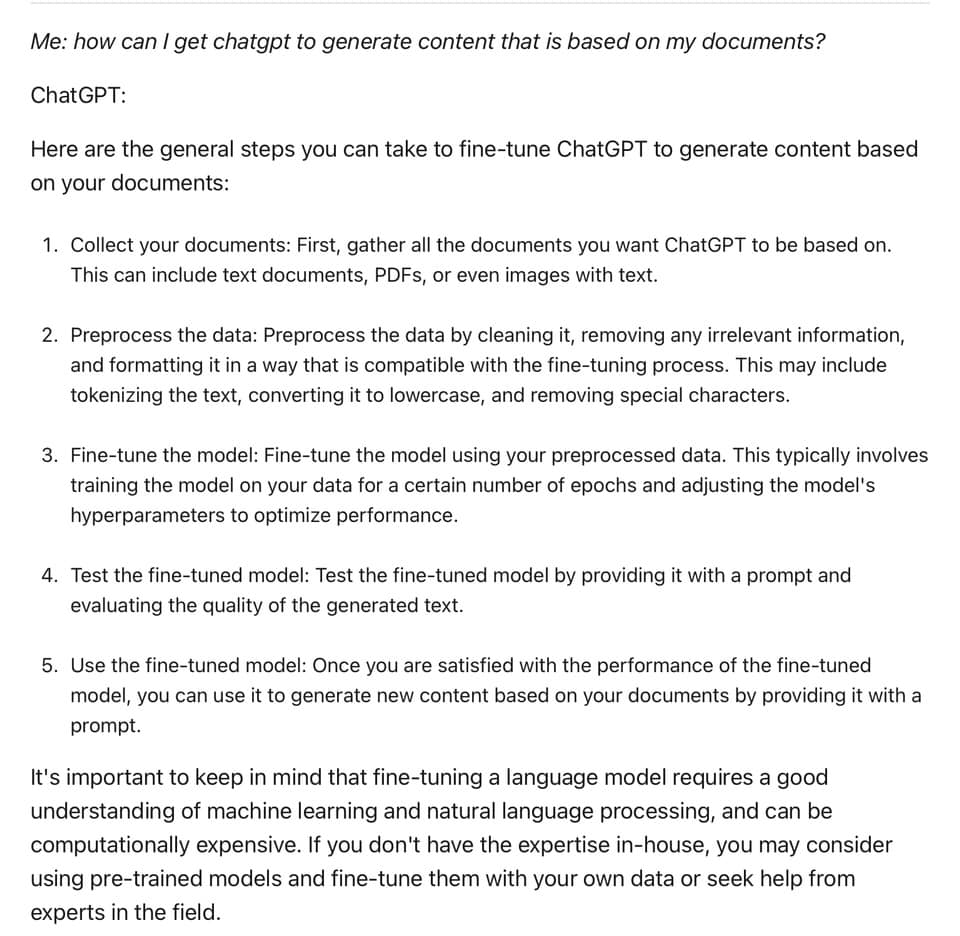 Me: how can I get chatgpt to generate content that is based on my documents?
ChatGPT:
Here are the general steps you can take to fine-tune ChatGPT to generate content based
on your documents:
1. Collect your documents: First, gather all the documents you want ChatGPT to be based on.
This can include text documents, PDFs, or even images with text.
2. Preprocess the data: Preprocess the data by cleaning it, removing any irrelevant information,
and formatting it in a way that is compatible with the fine-tuning process. This may include
tokenizing the text, converting it to lowercase, and removing special characters.
3. Fine-tune the model: Fine-tune the model using your preprocessed data. This typically involves
training the model on your data for a certain number of epochs and adjusting the model's
hyperparameters to optimize performance.
4. Test the fine-tuned model: Test the fine-tuned model by providing it with a prompt and
evaluating the quality of the generated text.
5. Use the fine-tuned model: Once you are satisfied with the performance of the fine-tuned
model, you can use it to generate new content based on your documents by providing it with a
prompt.
It's important to keep in mind that fine-tuning a language model requires a good
understanding of machine learning and natural language processing, and can be
computationally expensive. If you don't have the expertise in-house, you may consider
using pre-trained models and fine-tune them with your own data or seek help from
experts in the field.